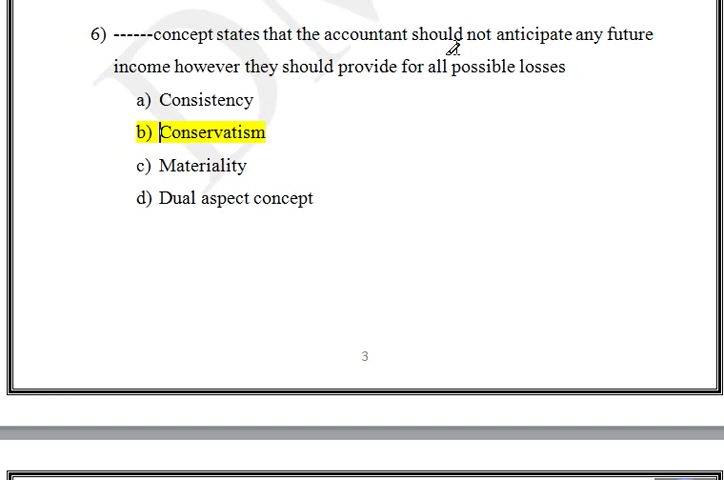 6) ------concept states that the accountant should not anticipate any future
income however they should provide for all possible losses
a) Consistency
b) Conservatism
c) Materiality
d) Dual aspect concept
3